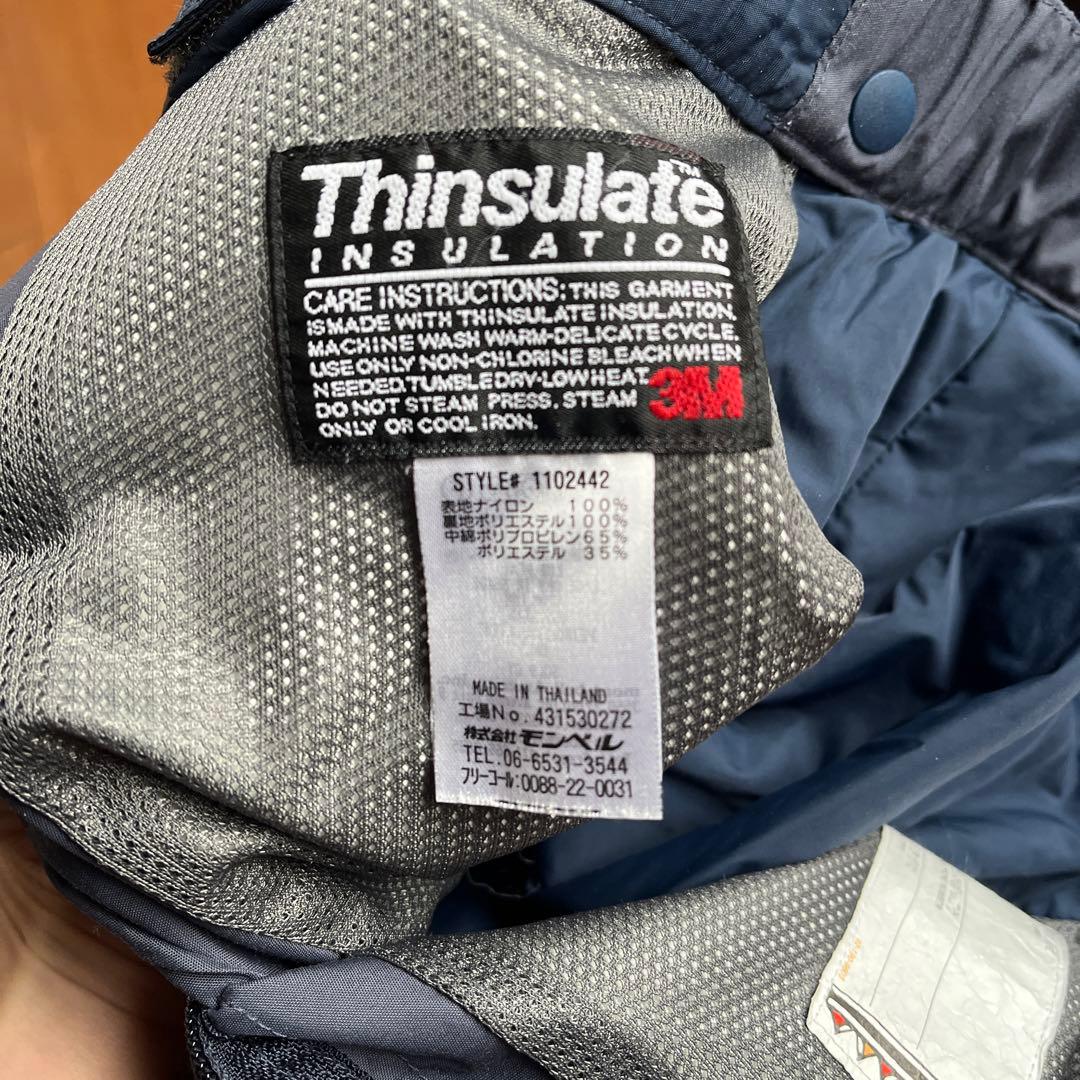 Thinsulate™
INSULATION
CARE INSTRUCTIONS: THIS GARMENT
IS MADE WITH THINSULATE INSULATION.
MACHINE WASH WARM-DELICATE CYCLE.
USE ONLY NON-CHLORINE BLEACH WHEN
NEEDED.TUMBLE DRY-LOW HEAT
DO NOT STEAM PRESS. STEAM
ONLY OR COOL IRON.
3M
STYLE# 1102442
表地ナイロン 100%
裏地ポリエステル100%
中綿ポリプロピレン65%
ポリエステル 35%
MADE IN THAILAND
工場No.431530272
株式会社モンベル
TEL.06-6531-3544
フリーコール:0088-22-0031